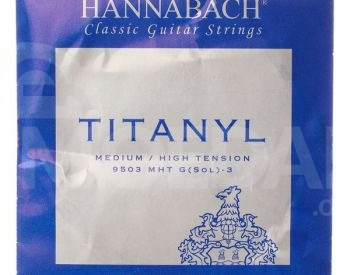 HANNABACH®
Classic Guitar Strings
TITANYL
MEDIUM / HIGH TENSION
9503 MHT G(SOL)-3